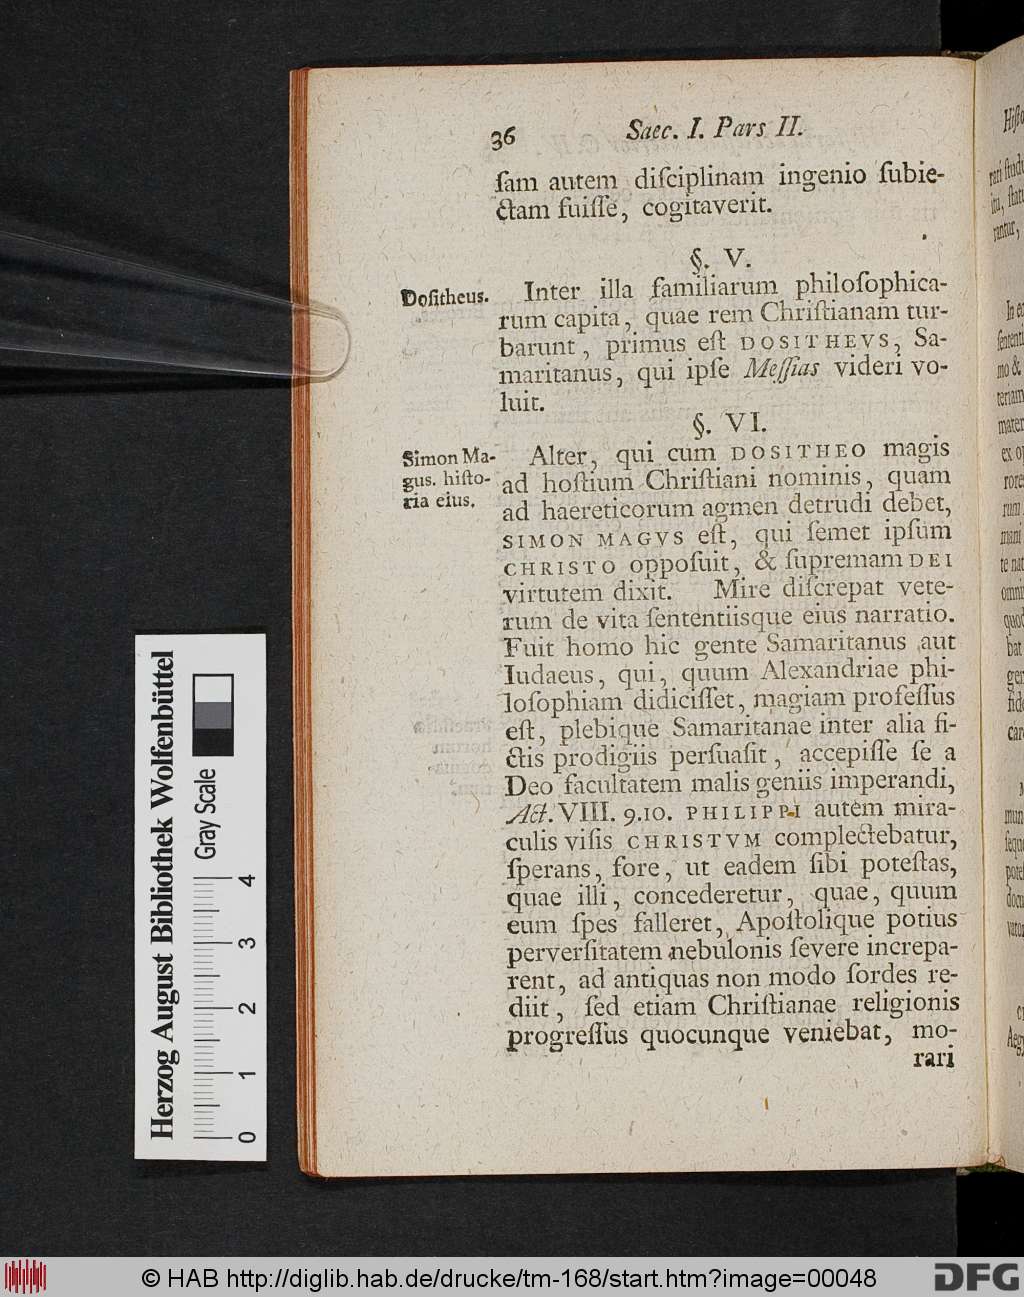 36 Saec. I. Pars II.
ſam autem diſciplinam ingenio ſubie-
ctam fuiſſe, cogitaverit.
§. V.
Doſitheus.
Inter illa familiarum philoſophica-
rum capita, quae rem Chriſtianam tur-
barunt, primus eſt DOSITHEVS, Sa-
maritanus, qui ipſe Meſſias videri vo-
luit.
§. VI.
Simon Ma-
gus. hiſto-
ria eius.
Alter, qui cum DOSITHEO magis
ad hoſtium Chriſtiani nominis, quam
ad haereticorum agmen detrudi debet,
SIMON MAGVS eſt, qui ſemet ipſum
CHRISTO oppoſuit, & ſupremam DEI
virtutem dixit. Mire diſcrepat vete-
rum de vita ſententiisque eius narratio.
Fuit homo hic gente Samaritanus aut
Iudaeus, qui, quum Alexandriae phi-
loſophiam didiciſſet, magiam profeſſus
eſt, plebique Samaritanae inter alia fi-
ctis prodigiis perſuaſit, accepiſſe ſe a
Deo facultatem malis geniis imperandi,
Act. VIII. 9.10. PHILIPPI autem mira-
culis viſis CHRISTVM complectebatur,
ſperans, fore, ut eadem ſibi poteſtas,
quae illi, concederetur, quae, quum
eum ſpes falleret, Apoſtolique potius
perverſitatem nebulonis ſevere increpa-
rent, ad antiquas non modo ſordes re-
diit, ſed etiam Chriſtianae religionis
progreſſus quocunque veniebat, mo-
rari
Herzog August Bibliothek Wolfenbüttel
Gray Scale
0 1 2 3 4
© HAB http://diglib.hab.de/drucke/tm-168/start.htm?image=00048
DFG